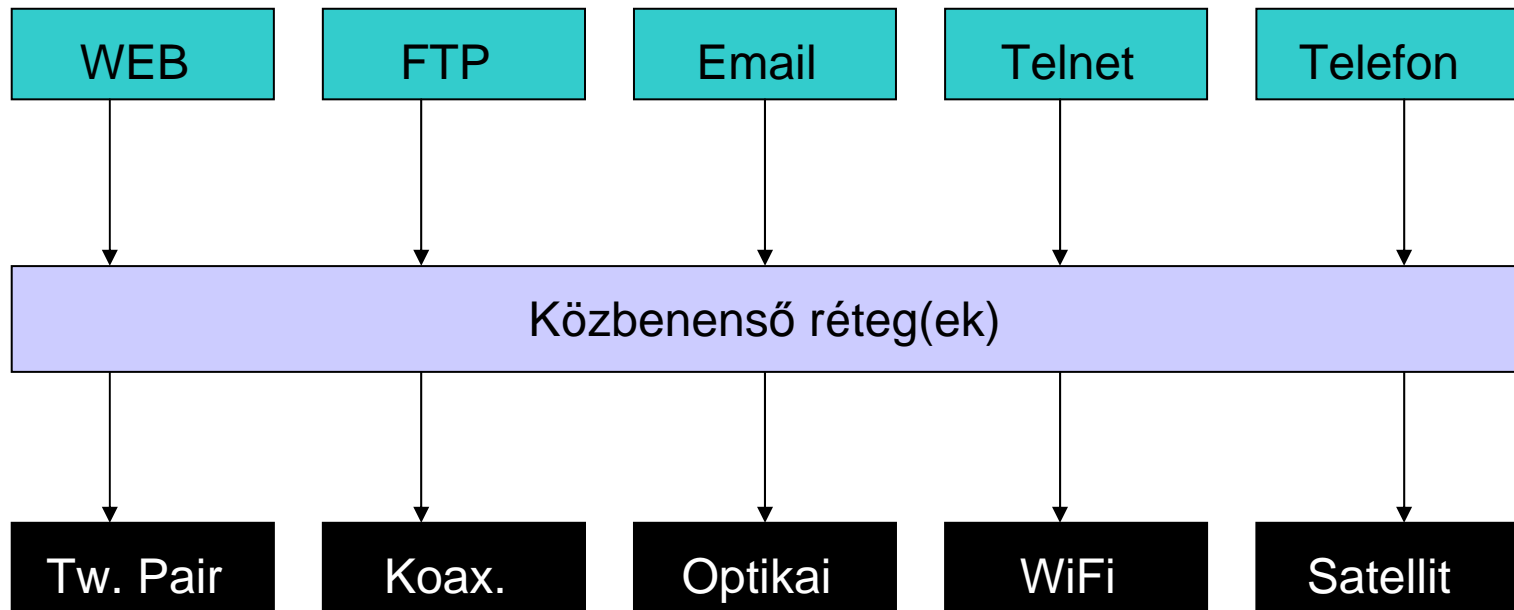 WEB FTP Email Telnet Telefon
Közbenenső réteg(ek)
Tw. Pair Koax. Optikai WiFi Satellit